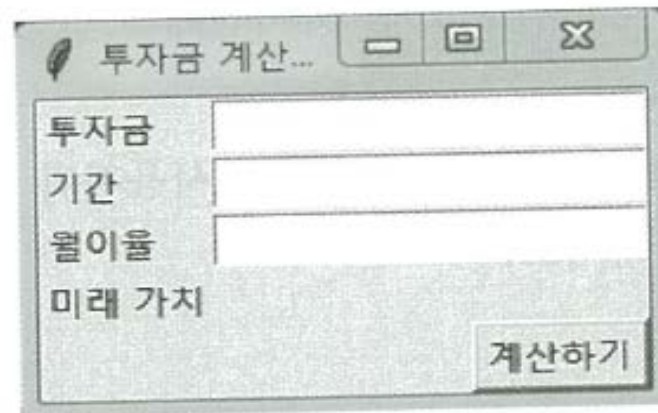 투자금 계산...
투자금
기간
월이율
미래 가치
계산하기